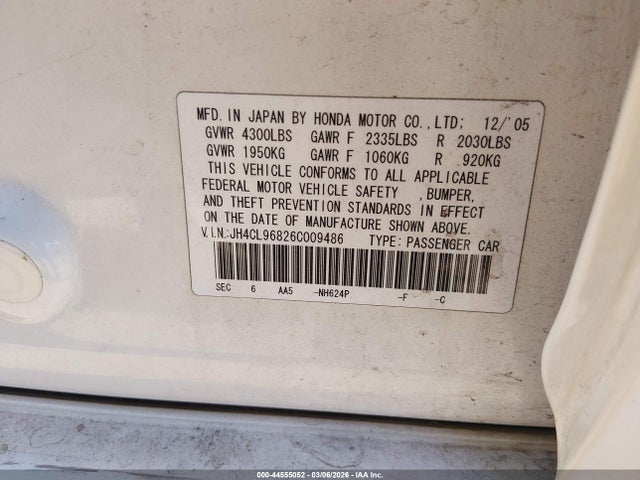 MFD. IN JAPAN BY HONDA MOTOR CO., LTD: 12/'05
GVWR 4300LBS GAWR F 2335LBS R 2030LBS
GVWR 1950KG GAWR F 1060KG R .920KG
THIS VEHICLE CONFORMS TO ALL APPLICABLE
FEDERAL MOTOR VEHICLE SAFETY , BUMPER,
AND THEFT PREVENTION STANDARDS IN EFFECT
ON THE DATE OF MANUFACTURE SHOWN ABOVE.
V.I.N:JH4CL96826C009486 TYPE: PASSENGER CAR
SEC 6 AA5 -NH624P -F -C
000-44555052 | 03/06/2026 | IAA Inc.